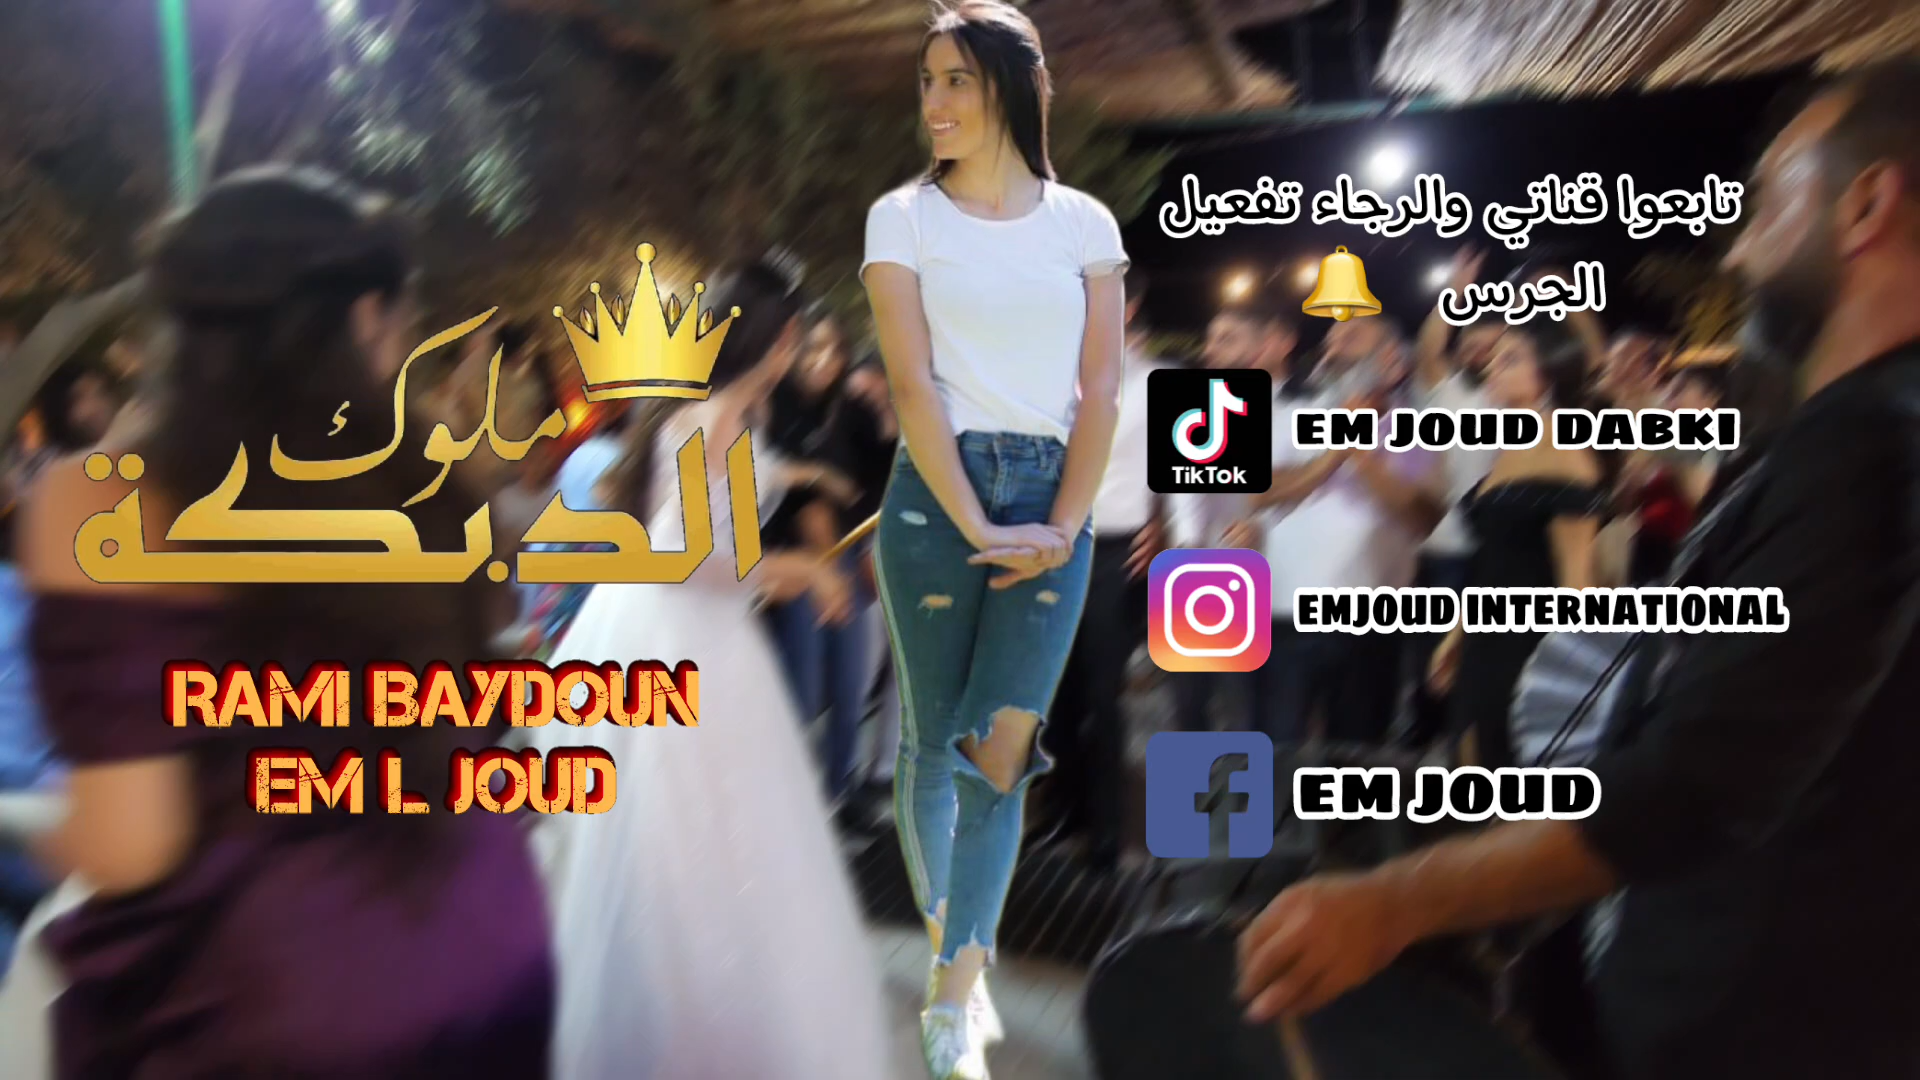 ملوك
الدبكة
RAMI BAYDOUN
EM L JOUD
تابعوا قناتي والرجاء تفعيل
الجرس 🔔
TikTok
EM JOUD DABKI
EMJOUD INTERNATIONAL
f
EM JOUD